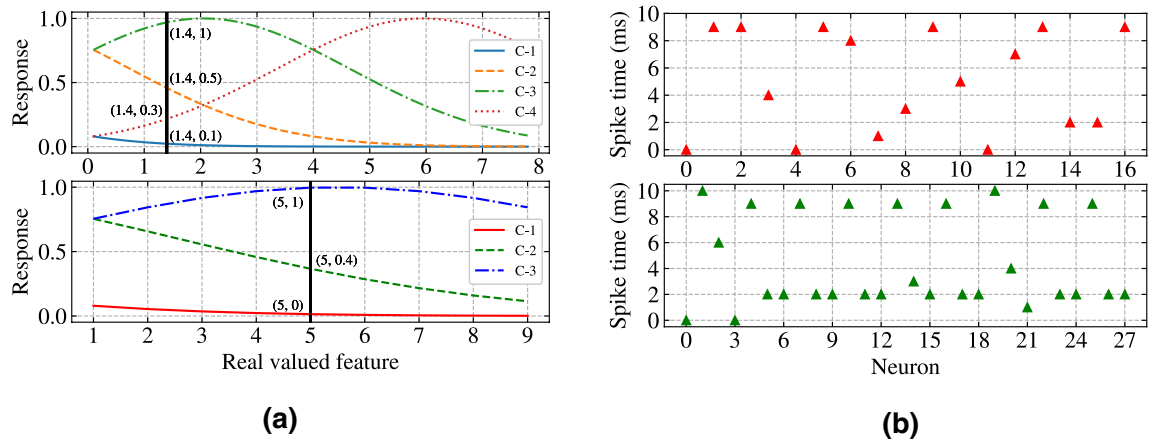 1.0
0.5
0.0
Response
(1.4, 1)
(1.4, 0.5)
(1.4, 0.3)
(1.4, 0.1)
C-1
C-2
C-3
C-4
0 1 2 3 4 5 6 7 8
1.0
0.5
0.0
Response
(5, 1)
(5, 0.4)
(5, 0)
C-1
C-2
C-3
1 2 3 4 5 6 7 8 9
Real valued feature
(a)
10
8
6
4
2
0
Spike time (ms)
0 2 4 6 8 10 12 14 16
10
8
6
4
2
0
Spike time (ms)
0 3 6 9 12 15 18 21 24 27
Neuron
(b)